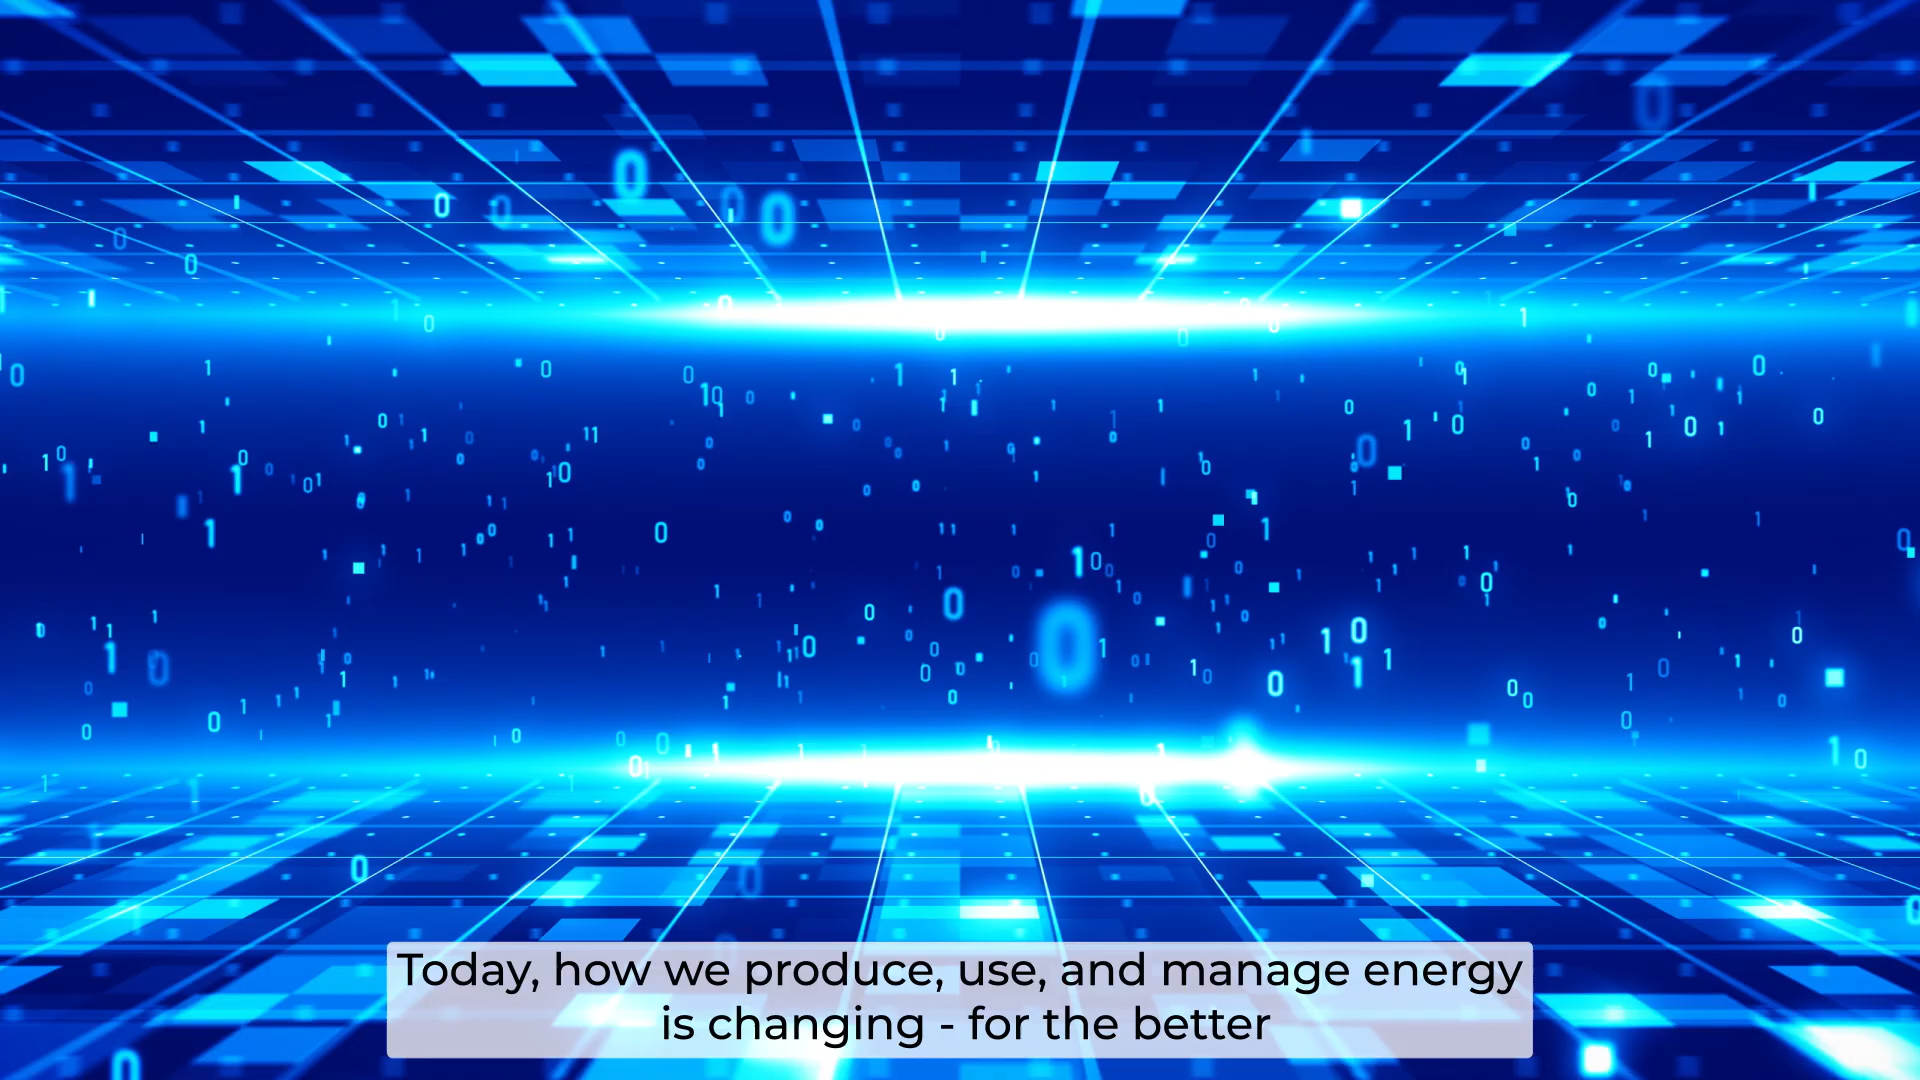 Today, how we produce, use, and manage energy
is changing - for the better